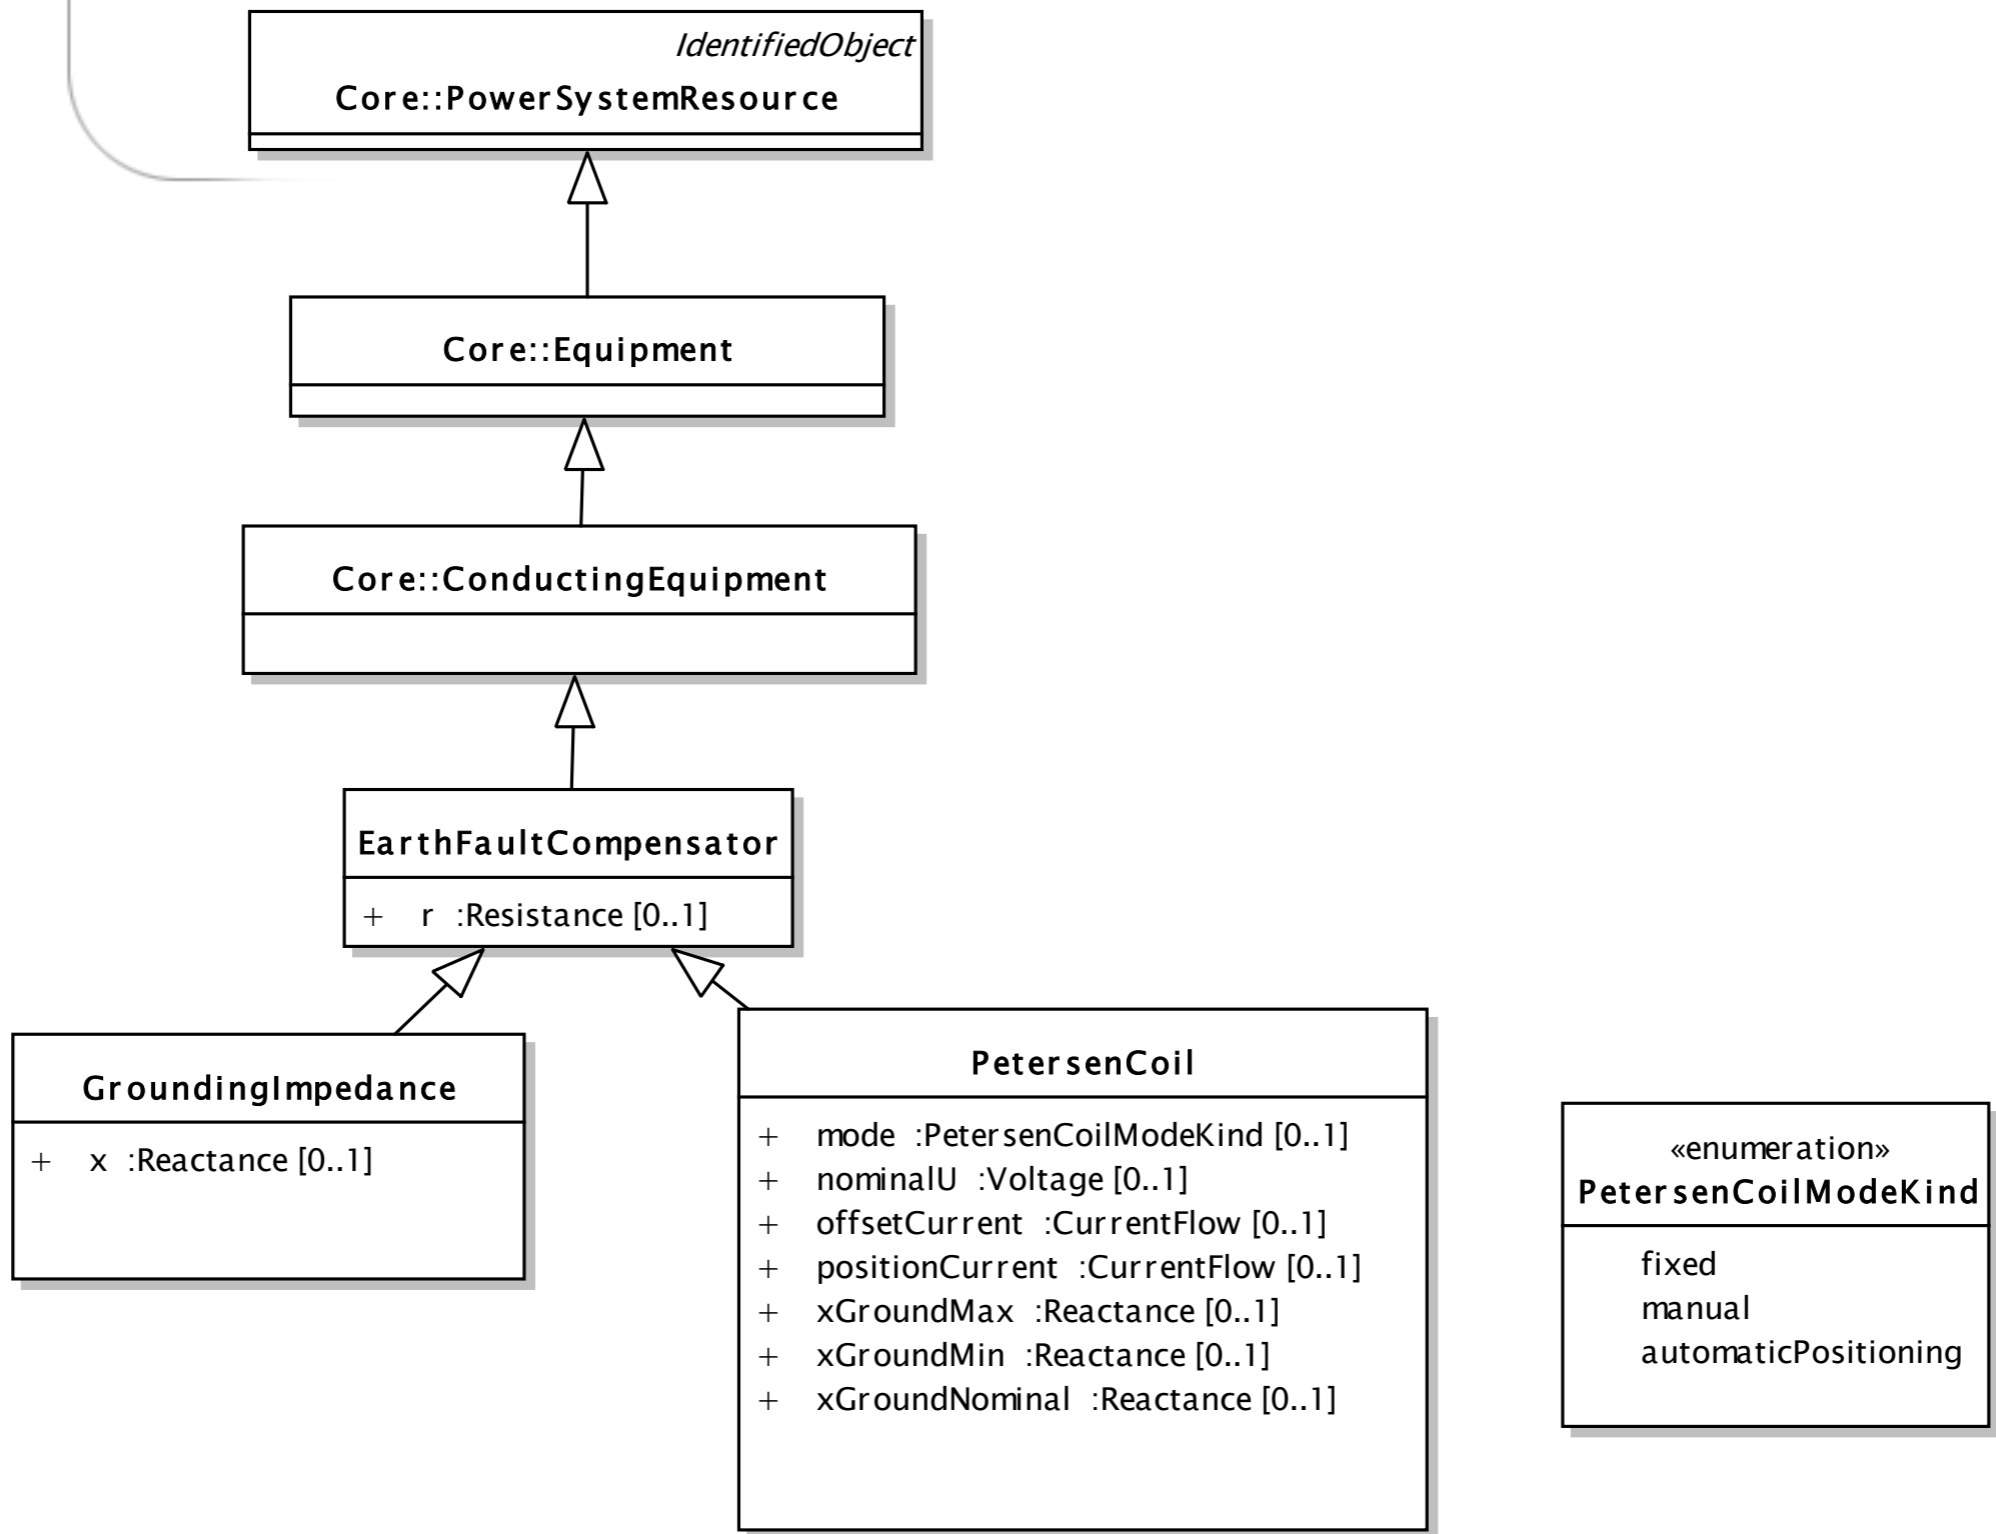 IdentifiedObject
Core::PowerSystemResource
Core::Equipment
Core::ConductingEquipment
EarthFaultCompensator
+ r :Resistance [0..1]
GroundingImpedance
+ x :Reactance [0..1]
PetersenCoil
+ mode :PetersenCoilModeKind [0..1]
+ nominalU :Voltage [0..1]
+ offsetCurrent :CurrentFlow [0..1]
+ positionCurrent :CurrentFlow [0..1]
+ xGroundMax :Reactance [0..1]
+ xGroundMin :Reactance [0..1]
+ xGroundNominal :Reactance [0..1]
«enumeration»
PetersenCoilModeKind
fixed
manual
automaticPositioning